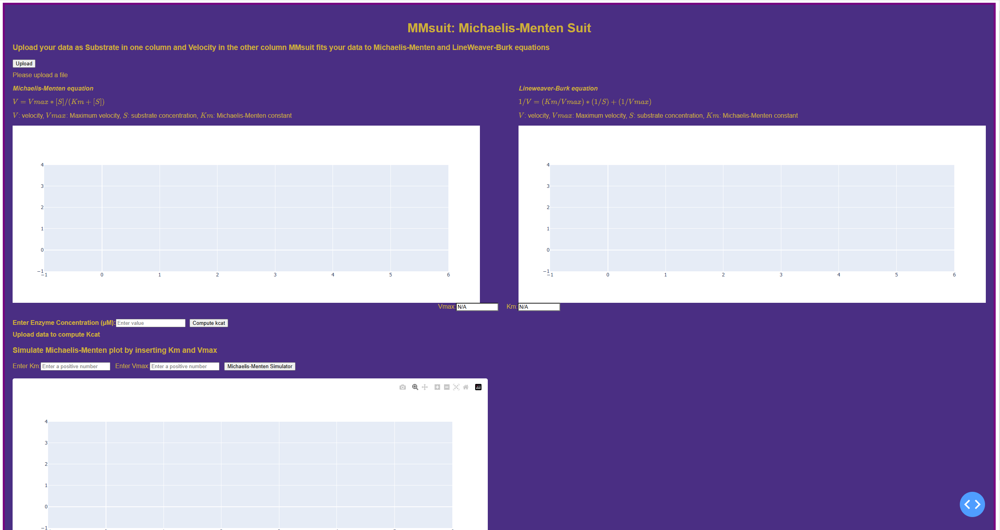 MMsuit: Michaelis-Menten Suit
Upload your data as Substrate in one column and Velocity in the other column MMsuit fits your data to Michaelis-Menten and LineWeaver-Burk equations
Upload
Please upload a file
Michaelis-Menten equation
V = Vmax * [S]/(Km + [S])
V: velocity, Vmax: Maximum velocity, S: substrate concentration, Km: Michaelis-Menten constant
4
3
2
1
0
−1
−1 0 1 2 3 4 5 6
Lineweaver-Burk equation
1/V = (Km/Vmax) * (1/S) + (1/Vmax)
V: velocity, Vmax: Maximum velocity, S: substrate concentration, Km: Michaelis-Menten constant
4
3
2
1
0
−1
−1 0 1 2 3 4 5 6
Vmax: N/A Km: N/A
Enter Enzyme Concentration (µM): Enter value Compute kcat
Upload data to compute Kcat
Simulate Michaelis-Menten plot by inserting Km and Vmax
Enter Km: Enter a positive number Enter Vmax: Enter a positive number Michaelis-Menten Simulator
4
3
2
1
0
−1